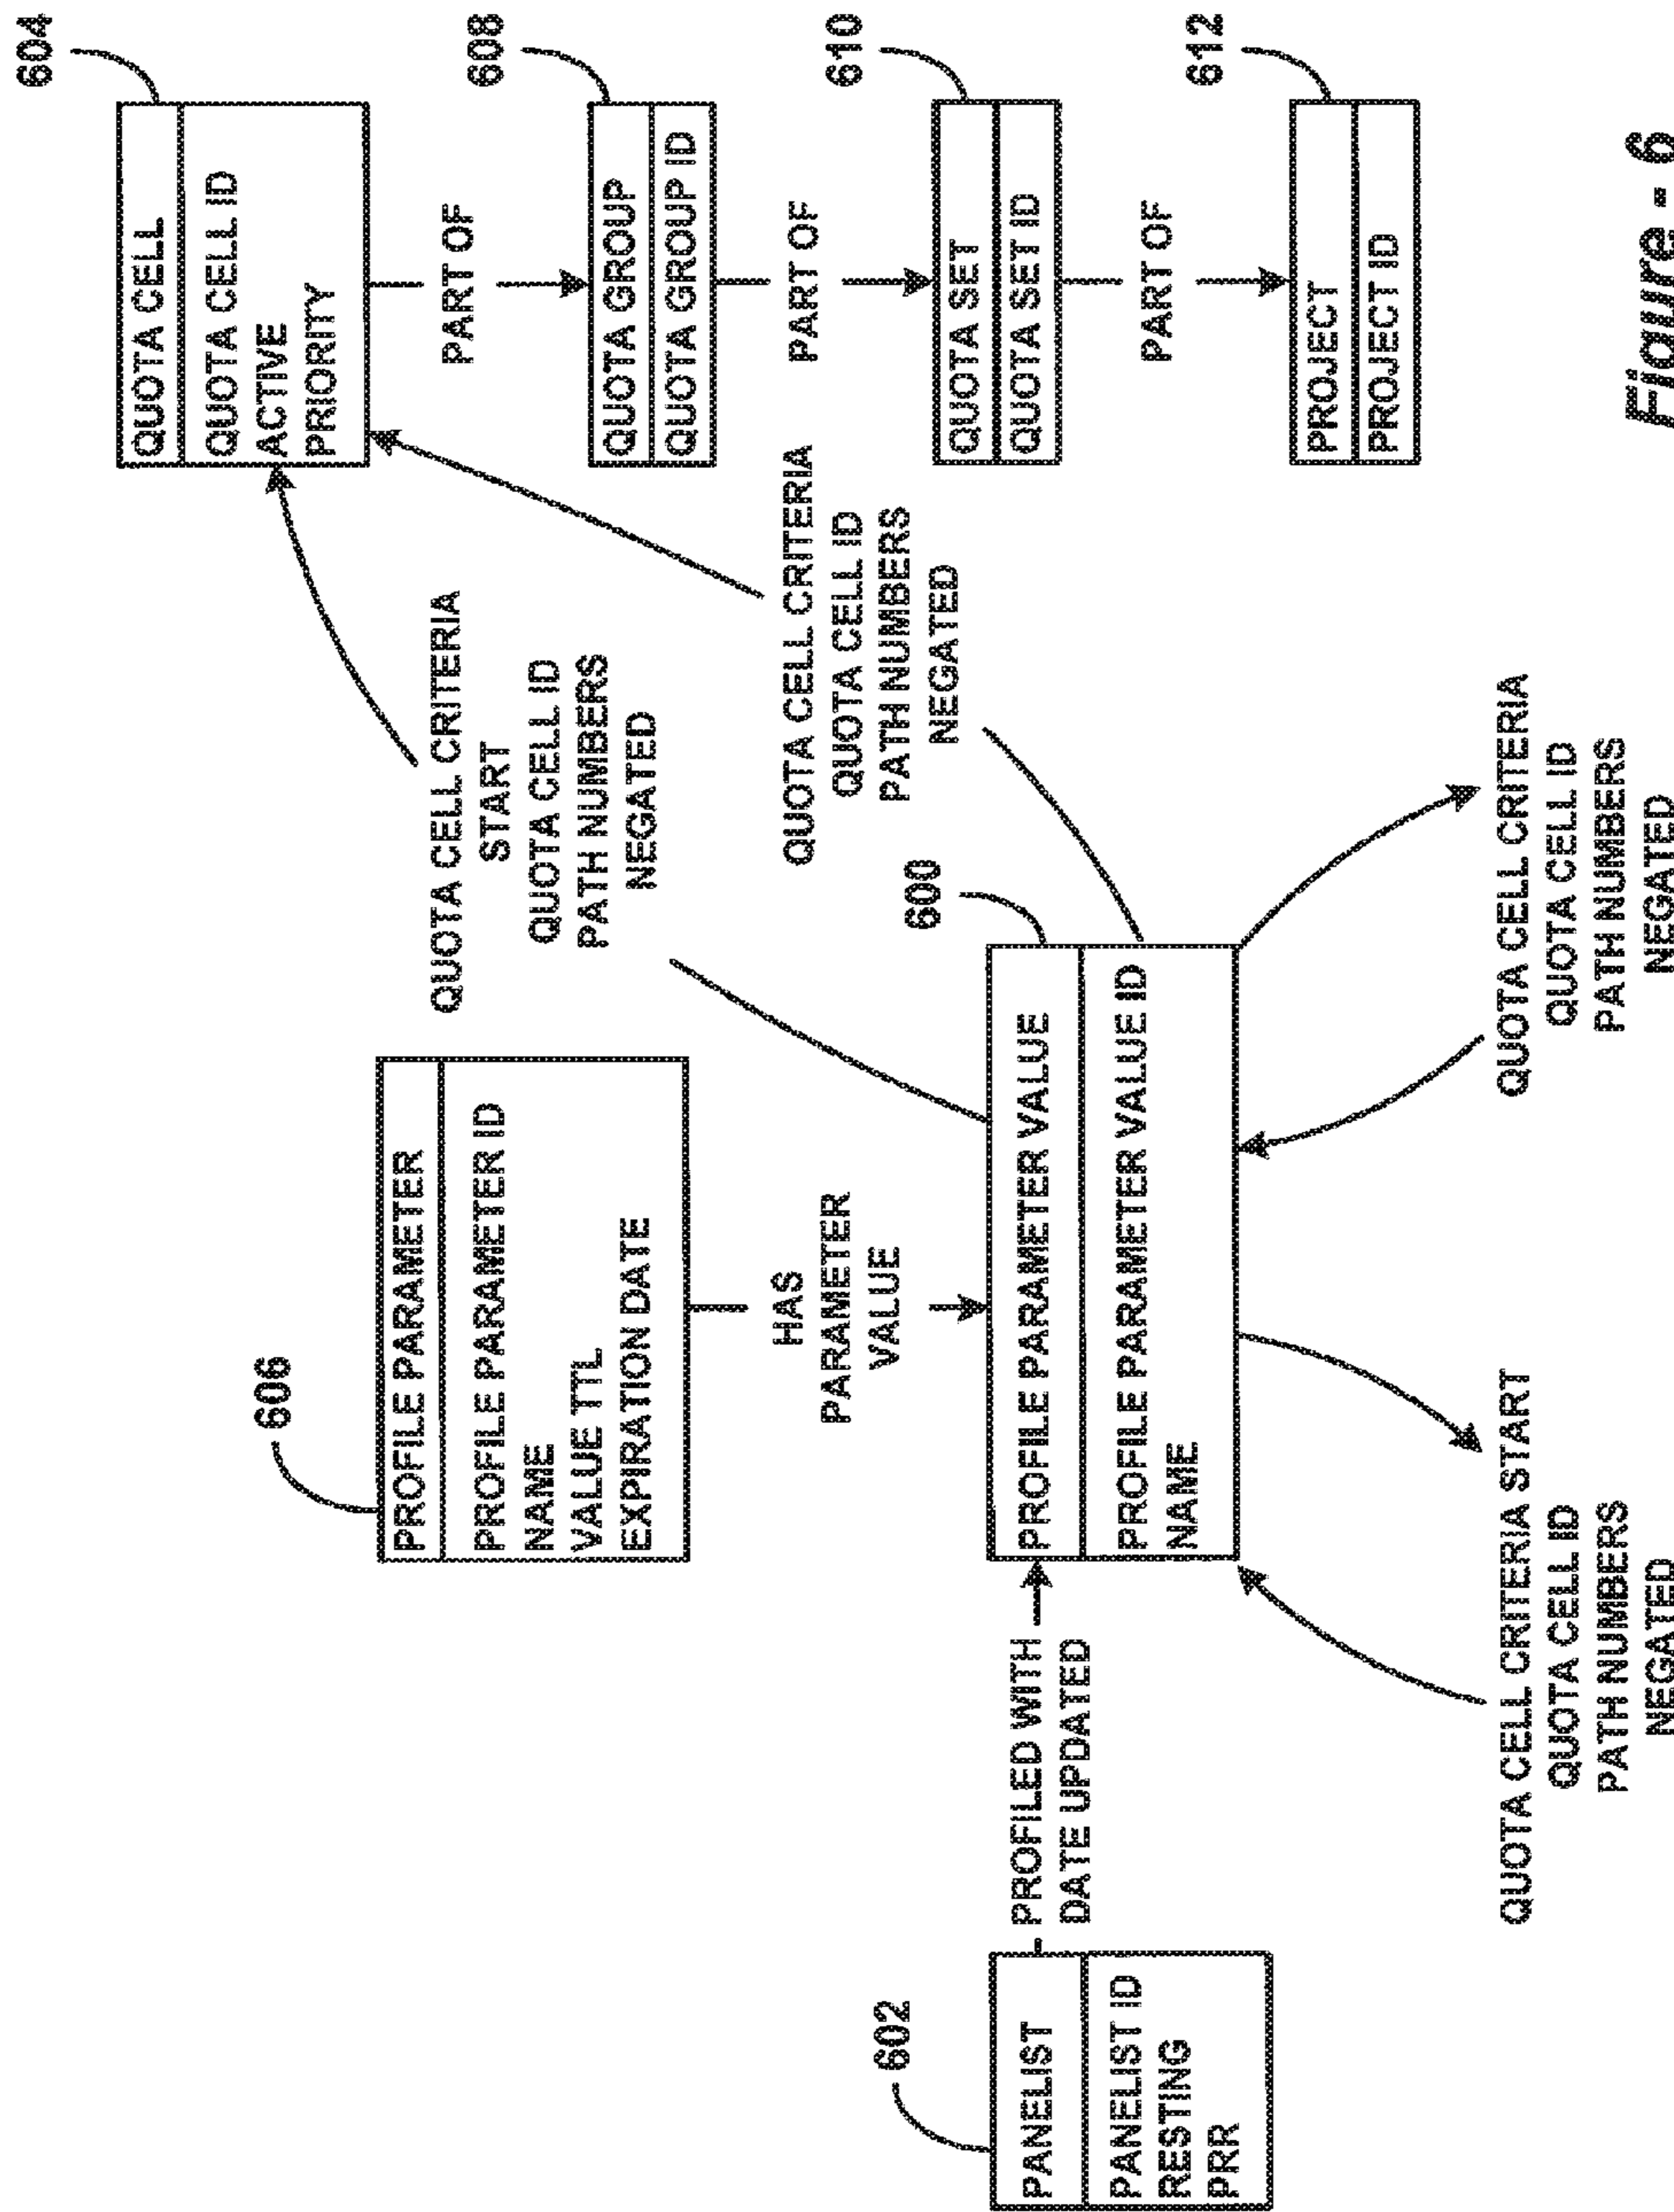 606
PROFILE PARAMETER
PROFILE PARAMETER ID
NAME
VALUE TTL
EXPIRATION DATE
HAS
PARAMETER
VALUE
602
PANELIST
PANELIST ID
RESTING
PRR
PROFILED WITH
DATE UPDATED
600
PROFILE PARAMETER VALUE
PROFILE PARAMETER VALUE ID
NAME
QUOTA CELL CRITERIA START
QUOTA CELL ID
PATH NUMBERS
NEGATED
QUOTA CELL CRITERIA
QUOTA CELL ID
PATH NUMBERS
NEGATED
QUOTA CELL CRITERIA
START
QUOTA CELL ID
PATH NUMBERS
NEGATED
QUOTA CELL CRITERIA
QUOTA CELL ID
PATH NUMBERS
NEGATED
604
QUOTA CELL
QUOTA CELL ID
ACTIVE
PRIORITY
PART OF
608
QUOTA GROUP
QUOTA GROUP ID
PART OF
610
QUOTA SET
QUOTA SET ID
PART OF
612
PROJECT
PROJECT ID
Figure - 6